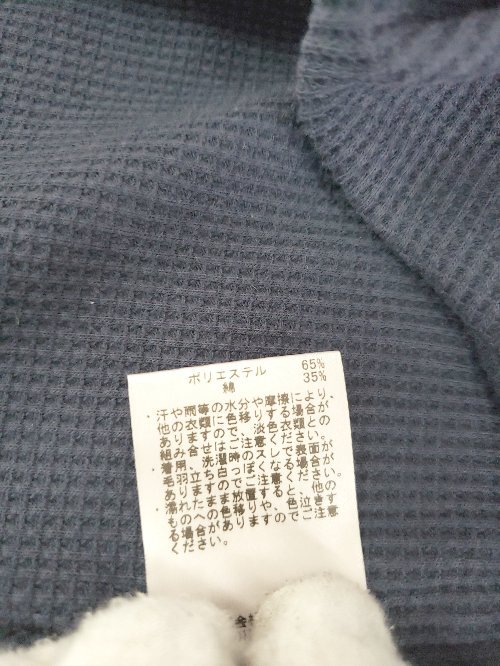 ポリエステル 65%
綿 35%
・汗や雨等の水分や摩擦により、
他の衣類に色移りする場合が
ありますので、淡色衣類との
組み合せはご注意ください。
・着用、洗濯時のスレで表面が
毛羽立ち白っぽくなる場合が
あります。ご注意ください。
・濡れたまま放置すると、他の
ものへの色移りや、色泣きす
る場合がありますのでご注意
ください。